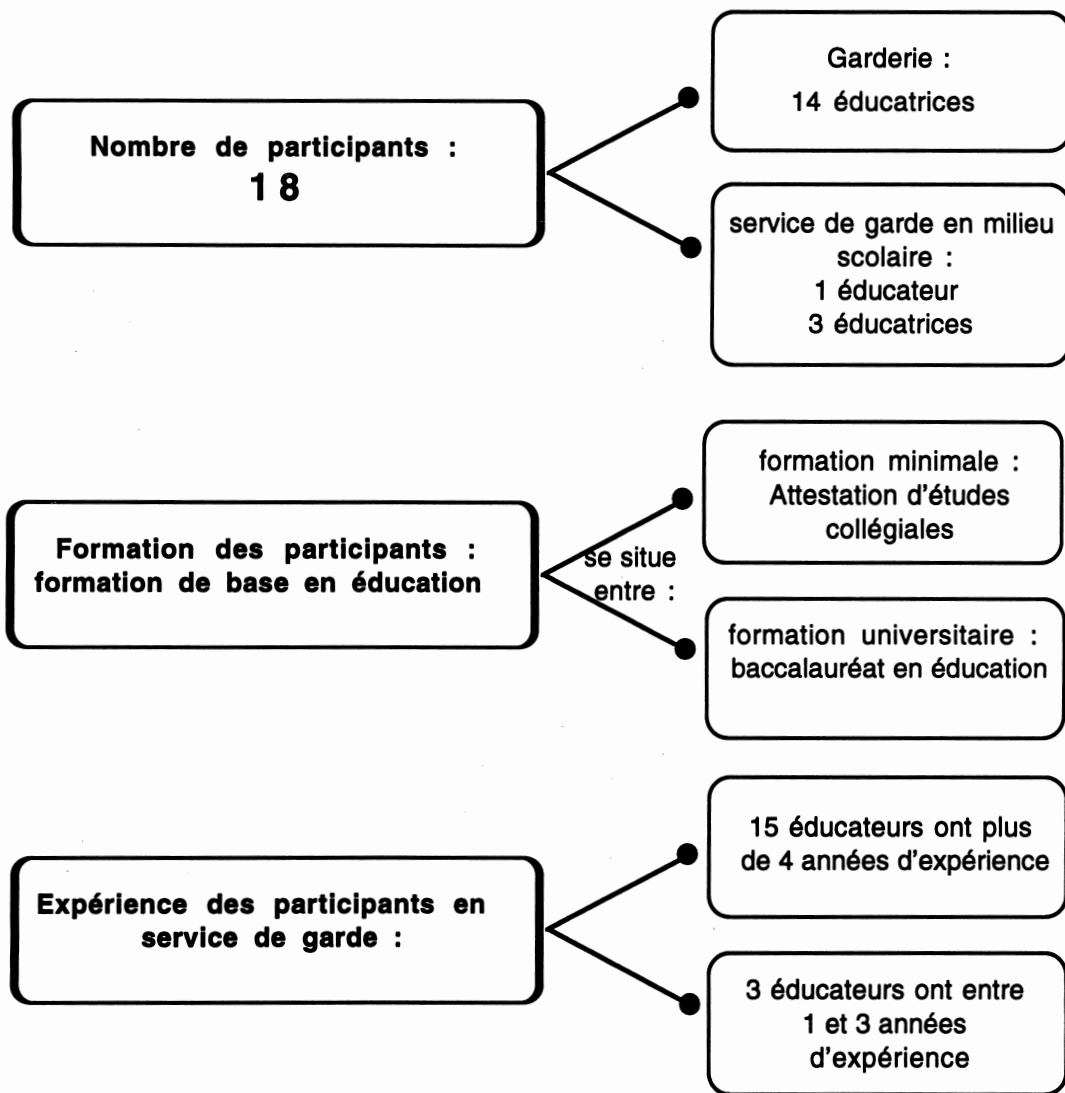 Nombre de participants :
18
Garderie :
14 éducatrices
service de garde en milieu
scolaire :
1 éducateur
3 éducatrices
Formation des participants :
formation de base en éducation
se situe
entre :
formation minimale :
Attestation d'études
collégiales
formation universitaire :
baccalauréat en éducation
Expérience des participants en
service de garde :
15 éducateurs ont plus
de 4 années d'expérience
3 éducateurs ont entre
1 et 3 années
d'expérience